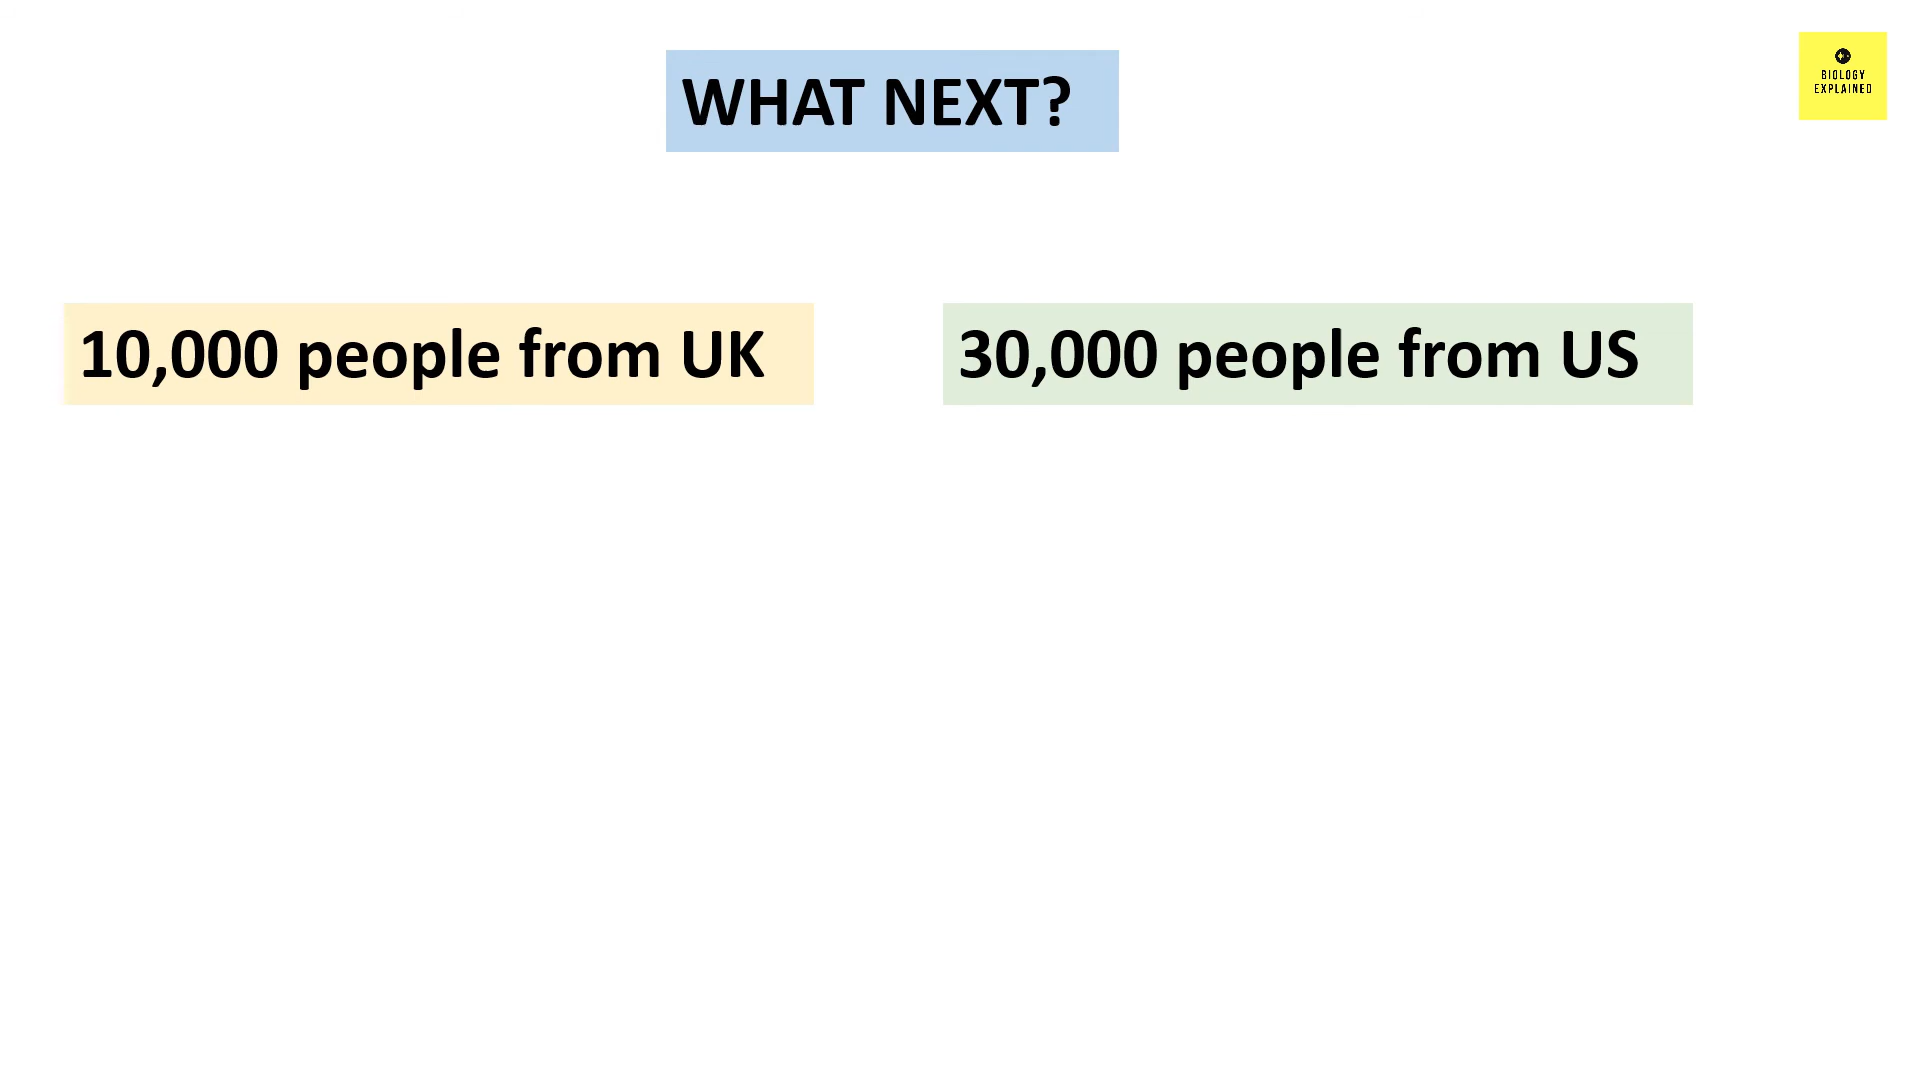 WHAT NEXT?
BIOLOGY
EXPLAINED
10,000 people from UK
30,000 people from US